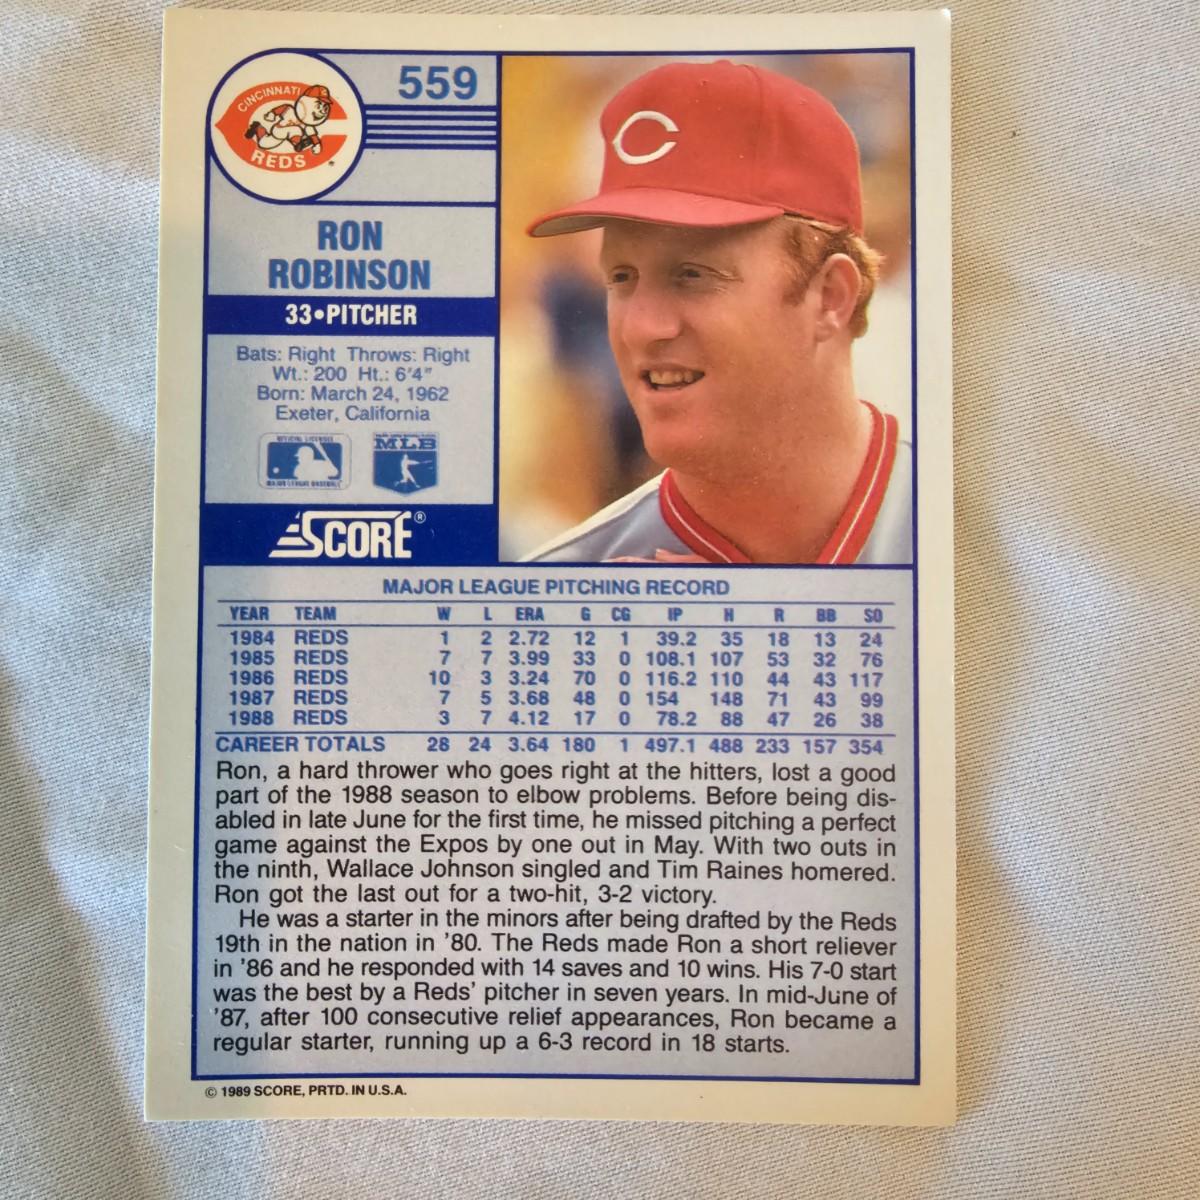 CINCINNATI
REDS
559
C
RON
ROBINSON
33•PITCHER
Bats: Right Throws: Right
Wt.: 200 Ht.: 6'4"
Born: March 24, 1962
Exeter, California
OFFICIAL LICENSEE
MAJOR LEAGUE BASEBALL
MLB
SCORE®
MAJOR LEAGUE PITCHING RECORD
YEAR TEAM W L ERA G CG IP H R BB SO
1984 REDS 1 2 2.72 12 1 39.2 35 18 13 24
1985 REDS 7 7 3.99 33 0 108.1 107 53 32 76
1986 REDS 10 3 3.24 70 0 116.2 110 44 43 117
1987 REDS 7 5 3.68 48 0 154 148 71 43 99
1988 REDS 3 7 4.12 17 0 78.2 88 47 26 38
CAREER TOTALS 28 24 3.64 180 1 497.1 488 233 157 354
Ron, a hard thrower who goes right at the hitters, lost a good
part of the 1988 season to elbow problems. Before being dis-
abled in late June for the first time, he missed pitching a perfect
game against the Expos by one out in May. With two outs in
the ninth, Wallace Johnson singled and Tim Raines homered.
Ron got the last out for a two-hit, 3-2 victory.
He was a starter in the minors after being drafted by the Reds
19th in the nation in '80. The Reds made Ron a short reliever
in '86 and he responded with 14 saves and 10 wins. His 7-0 start
was the best by a Reds' pitcher in seven years. In mid-June of
'87, after 100 consecutive relief appearances, Ron became a
regular starter, running up a 6-3 record in 18 starts.
© 1989 SCORE, PRTD. IN U.S.A.